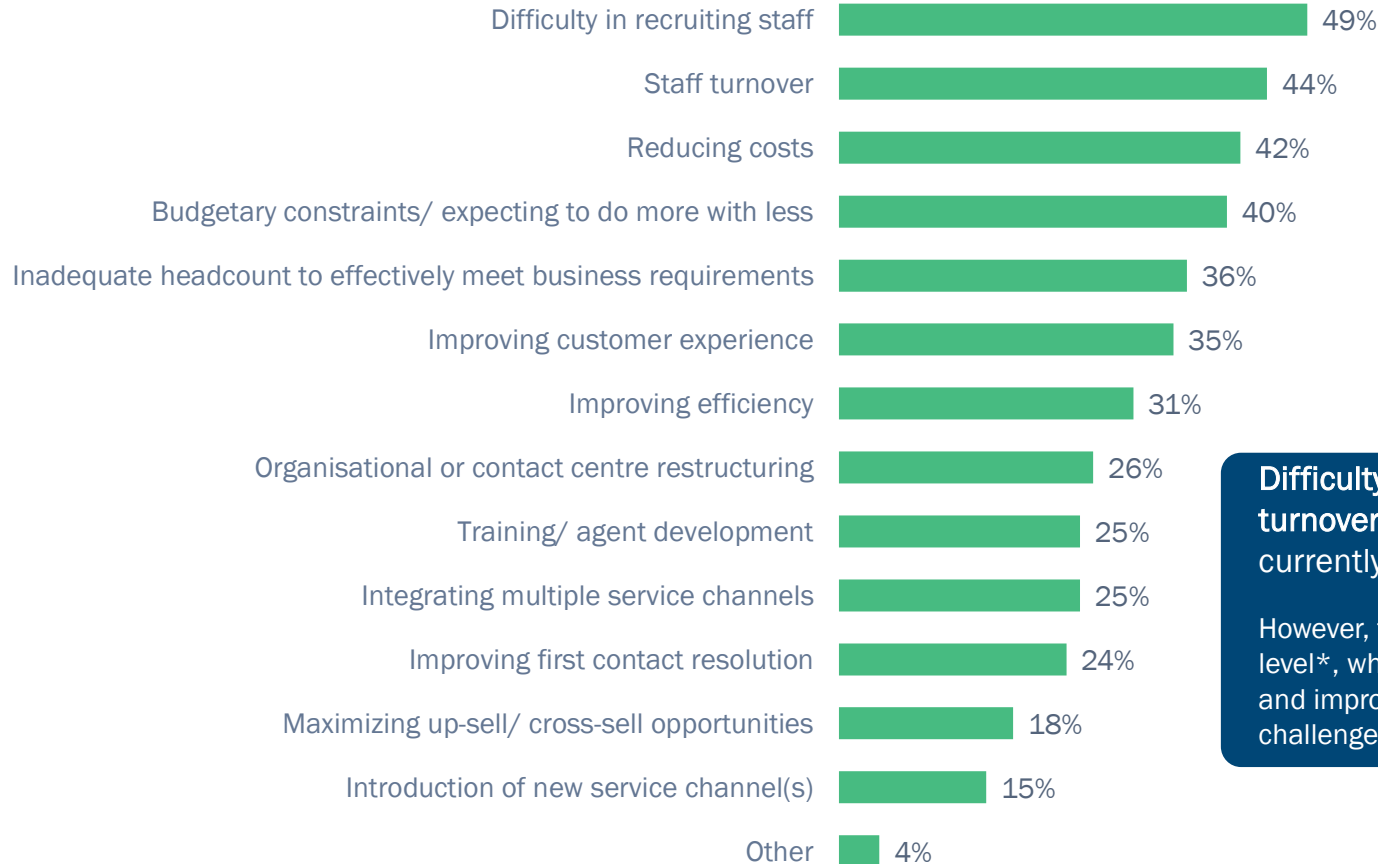 Difficulty in recruiting staff 49%
Staff turnover 44%
Reducing costs 42%
Budgetary constraints/ expecting to do more with less 40%
Inadequate headcount to effectively meet business requirements 36%
Improving customer experience 35%
Improving efficiency 31%
Organisational or contact centre restructuring 26%
Training/ agent development 25%
Integrating multiple service channels 25%
Improving first contact resolution 24%
Maximizing up-sell/ cross-sell opportunities 18%
Introduction of new service channel(s) 15%
Other 4%
Difficulty
turnover
currently
However,
level*, wh
and impro
challenge